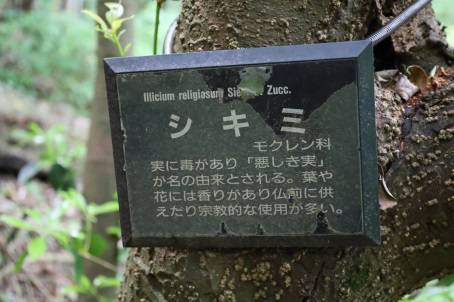 Illicium religiosum Sie Zucc.
シキミ
モクレン科
実に毒があり「悪しき実」
が名の由来とされる。葉や
花には香りがあり仏前に供
えたり宗教的な使用が多い。